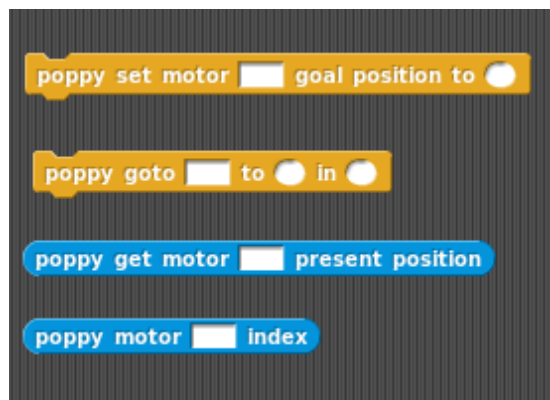 poppy set motor goal position to
poppy goto to in
poppy get motor present position
poppy motor index